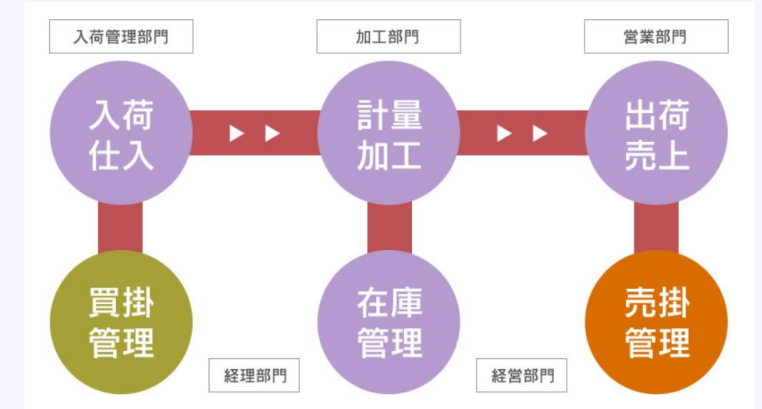 入荷管理部門
加工部門
営業部門
入荷
仕入
計量
加工
出荷
売上
買掛
管理
在庫
管理
売掛
管理
経理部門
経営部門